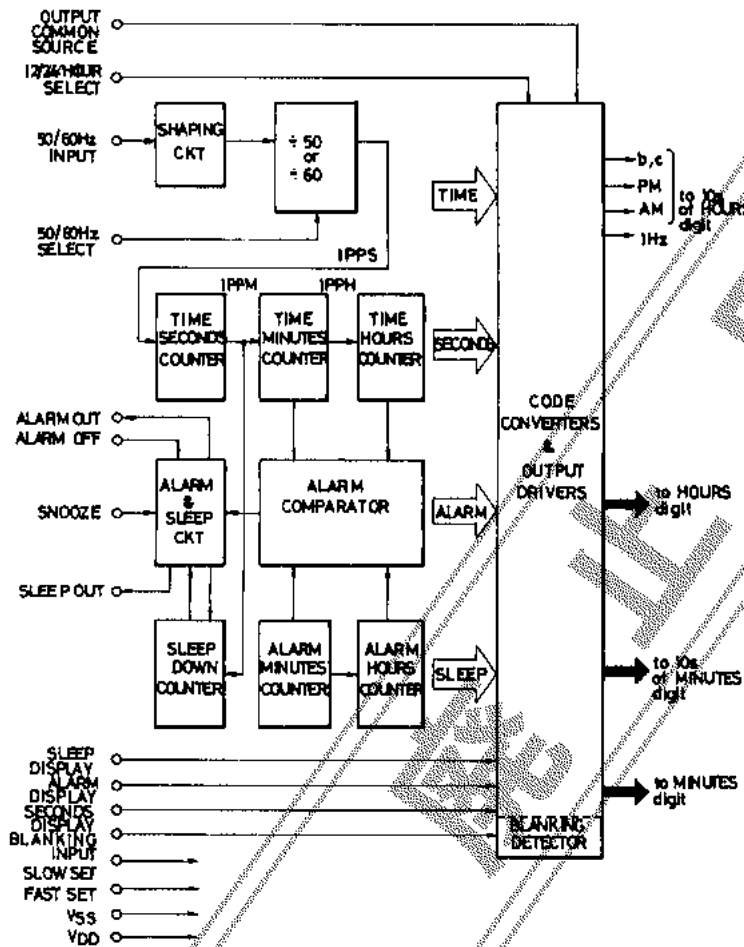 OUTPUT
COMMON
SOURCE
12/24HOUR
SELECT
50/60Hz
INPUT
SHAPING
CKT
÷ 50
or
÷ 60
50/60Hz
SELECT
1PPS
1PPM
1PPH
TIME
SECONDS
COUNTER
TIME
MINUTES
COUNTER
TIME
HOURS
COUNTER
ALARM OUT
ALARM OFF
SNOOZE
SLEEP OUT
ALARM
&
SLEEP
CKT
ALARM
COMPARATOR
SLEEP
DOWN
COUNTER
ALARM
MINUTES
COUNTER
ALARM
HOURS
COUNTER
TIME
SECONDS
ALARM
SLEEP
CODE
CONVERTERS
&
OUTPUT
DRIVERS
BLANKING
DETECTOR
b,c
PM
AM
1Hz
to 10s
of HOURS
digit
to HOURS
digit
to 10s
of MINUTES
digit
to MINUTES
digit
SLEEP
DISPLAY
ALARM
DISPLAY
SECONDS
DISPLAY
BLANKING
INPUT
SLOW SET
FAST SET
VSS
VDD